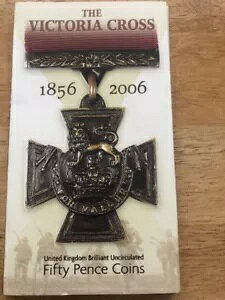 THE
VICTORIA CROSS
1856 2006
FOR VALOUR
United Kingdom Brilliant Uncirculated
Fifty Pence Coins